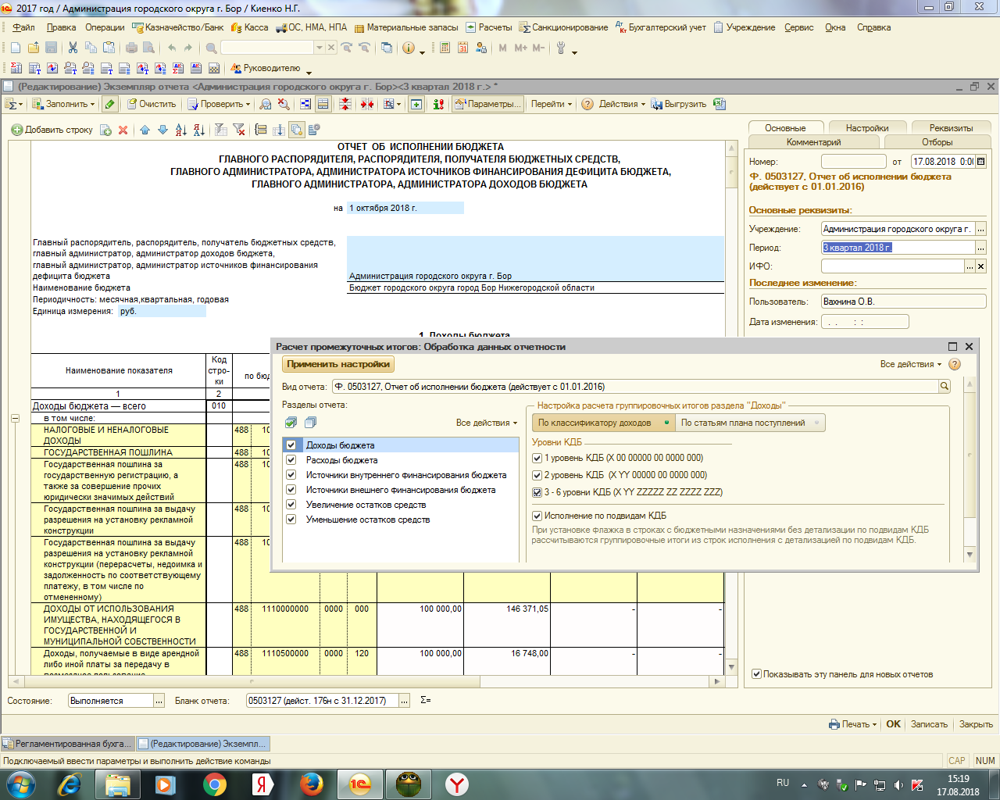 2017 год / Администрация городского округа г. Бор / Киенко Н.Г.
Файл Правка Операции Казначейство/Банк Касса ОС, НМА, НПА Материальные запасы Расчеты Санкционирование Бухгалтерский учет Учреждение Сервис Окна Справка
М М+ М-
Руководителю
(Редактирование) Экземпляр отчета <Администрация городского округа г. Бор><3 квартал 2018 г.> *
Заполнить Очистить Проверить Параметры... Перейти Действия Выгрузить
Добавить строку
ОТЧЕТ ОБ ИСПОЛНЕНИИ БЮДЖЕТА
ГЛАВНОГО РАСПОРЯДИТЕЛЯ, РАСПОРЯДИТЕЛЯ, ПОЛУЧАТЕЛЯ БЮДЖЕТНЫХ СРЕДСТВ,
ГЛАВНОГО АДМИНИСТРАТОРА, АДМИНИСТРАТОРА ИСТОЧНИКОВ ФИНАНСИРОВАНИЯ ДЕФИЦИТА БЮДЖЕТА,
ГЛАВНОГО АДМИНИСТРАТОРА, АДМИНИСТРАТОРА ДОХОДОВ БЮДЖЕТА
на 1 октября 2018 г.
Главный распорядитель, распорядитель, получатель бюджетных средств,
главный администратор, администратор доходов бюджета,
главный администратор, администратор источников финансирования
дефицита бюджета Администрация городского округа г. Бор
Наименование бюджета Бюджет городского округа город Бор Нижегородской области
Периодичность: месячная,квартальная, годовая
Единица измерения: руб.
1. Доходы бюджета
Наименование показателя
Код
стро-
ки
по бюд
1 2
Доходы бюджета — всего 010
в том числе:
НАЛОГОВЫЕ И НЕНАЛОГОВЫЕ 488 10
ДОХОДЫ
ГОСУДАРСТВЕННАЯ ПОШЛИНА 488 10
Государственная пошлина за 488 10
государственную регистрацию, а
также за совершение прочих
юридически значимых действий
Государственная пошлина за выдачу 488 10
разрешения на установку рекламной
конструкции
Государственная пошлина за выдачу 488 10
разрешения на установку рекламной
конструкции (перерасчеты, недоимка и
задолженность по соответствующему
платежу, в том числе по
отмененному)
ДОХОДЫ ОТ ИСПОЛЬЗОВАНИЯ 488 1110000000 0000 000 100 000,00 146 371,05 - -
ИМУЩЕСТВА, НАХОДЯЩЕГОСЯ В
ГОСУДАРСТВЕННОЙ И
МУНИЦИПАЛЬНОЙ СОБСТВЕННОСТИ
Доходы, получаемые в виде арендной 488 1110500000 0000 120 100 000,00 16 748,00 - -
либо иной платы за передачу в
возмездное пользование
Основные Настройки Реквизиты
Комментарий Отборы
Номер: от 17.08.2018 0:00
Ф. 0503127, Отчет об исполнении бюджета
(действует с 01.01.2016)
Основные реквизиты:
Учреждение: Администрация городского округа г. ...
Период: 3 квартал 2018 г. ...
ИФО: ...
Последнее изменение:
Пользователь: Вахнина О.В.
Дата изменения: . . : :
Показывать эту панель для новых отчетов
Расчет промежуточных итогов: Обработка данных отчетности
Применить настройки Все действия
Вид отчета: Ф. 0503127, Отчет об исполнении бюджета (действует с 01.01.2016)
Разделы отчета:
Все действия
Доходы бюджета
Расходы бюджета
Источники внутреннего финансирования бюджета
Источники внешнего финансирования бюджета
Увеличение остатков средств
Уменьшение остатков средств
Настройка расчета группировочных итогов раздела "Доходы"
По классификатору доходов По статьям плана поступлений
Уровни КДБ
1 уровень КДБ (X 00 00000 00 0000 000)
2 уровень КДБ (X YY 00000 00 0000 000)
3 - 6 уровни КДБ (X YY ZZZZZ ZZ ZZZZ ZZZ)
Исполнение по подвидам КДБ
При установке флажка в строках с бюджетными назначениями без детализации по подвидам КДБ
рассчитываются группировочные итоги из строк исполнения с детализацией по подвидам КДБ.
Состояние: Выполняется ... Бланк отчета: 0503127 (дейст. 176н с 31.12.2017) ... Σ=
Печать OK Записать Закрыть
Регламентированная бухга... (Редактирование) Экземпл...
Подключаемый ввести параметры и выполнить действие команды
CAP NUM
RU
15:19
17.08.2018